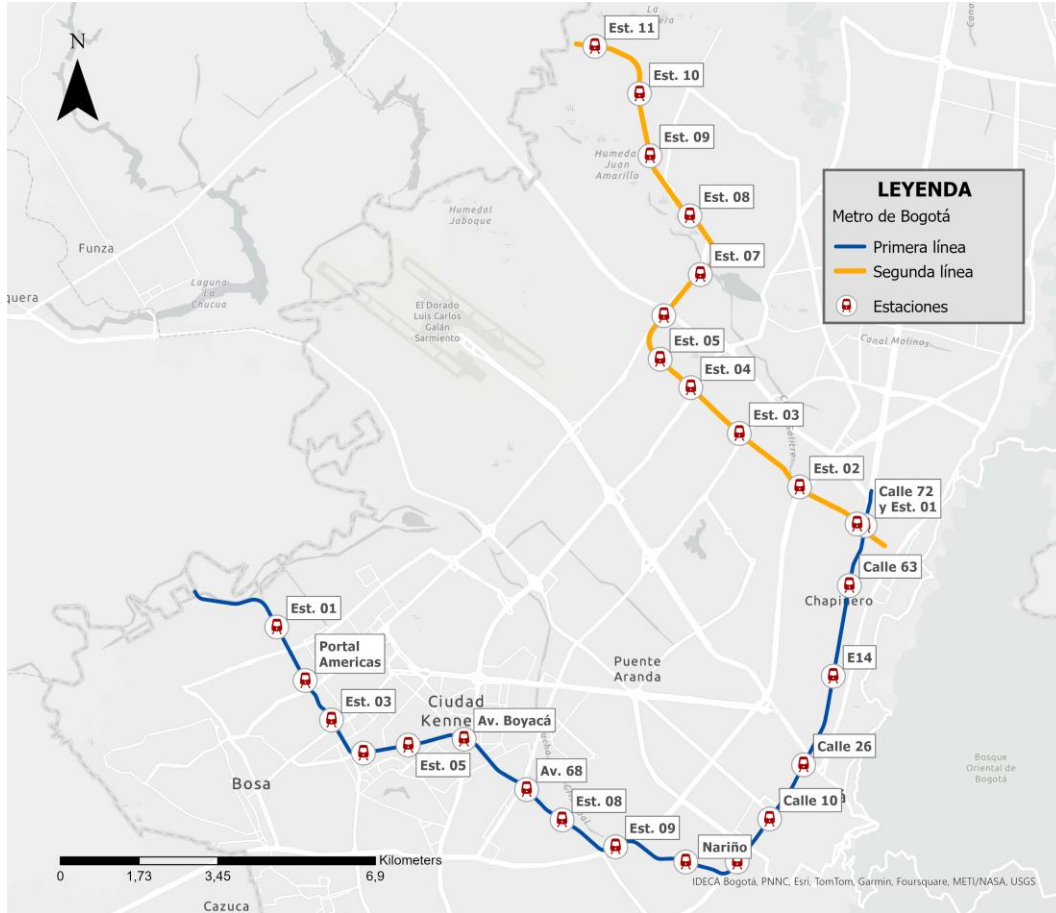 N
La
Est. 11
Cana
Est. 10
Est. 09
Humeda
Juan
Amarillo
LEYENDA
Metro de Bogotá
Primera línea
Segunda línea
Estaciones
Est. 08
Humedal
Jaboque
Funza
Est. 07
Laguna
La
Chucua
quera
El Dorado
Luis Carlos
Galán
Sarmiento
Canal Molinos
Est. 05
Est. 04
Est. 03
Salitre
Est. 02
Calle 72
y Est. 01
Calle 63
Chapinero
Est. 01
Portal
Americas
Puente
Aranda
E14
Est. 03
Ciudad
Kenne
Av. Boyacá
Est. 05
Calle 26
Bosque
Oriental de
Bogotá
Bosa
Av. 68
Est. 08
Calle 10
á
Est. 09
Nariño
Kilometers
0 1,73 3,45 6,9
IDECA Bogotá, PNNC, Esri, TomTom, Garmin, Foursquare, METI/NASA, USGS
Cazuca